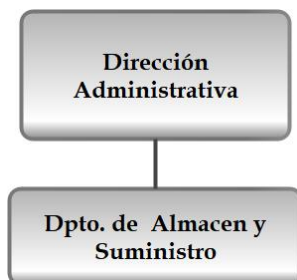 Dirección
Administrativa
Dpto. de Almacen y
Suministro